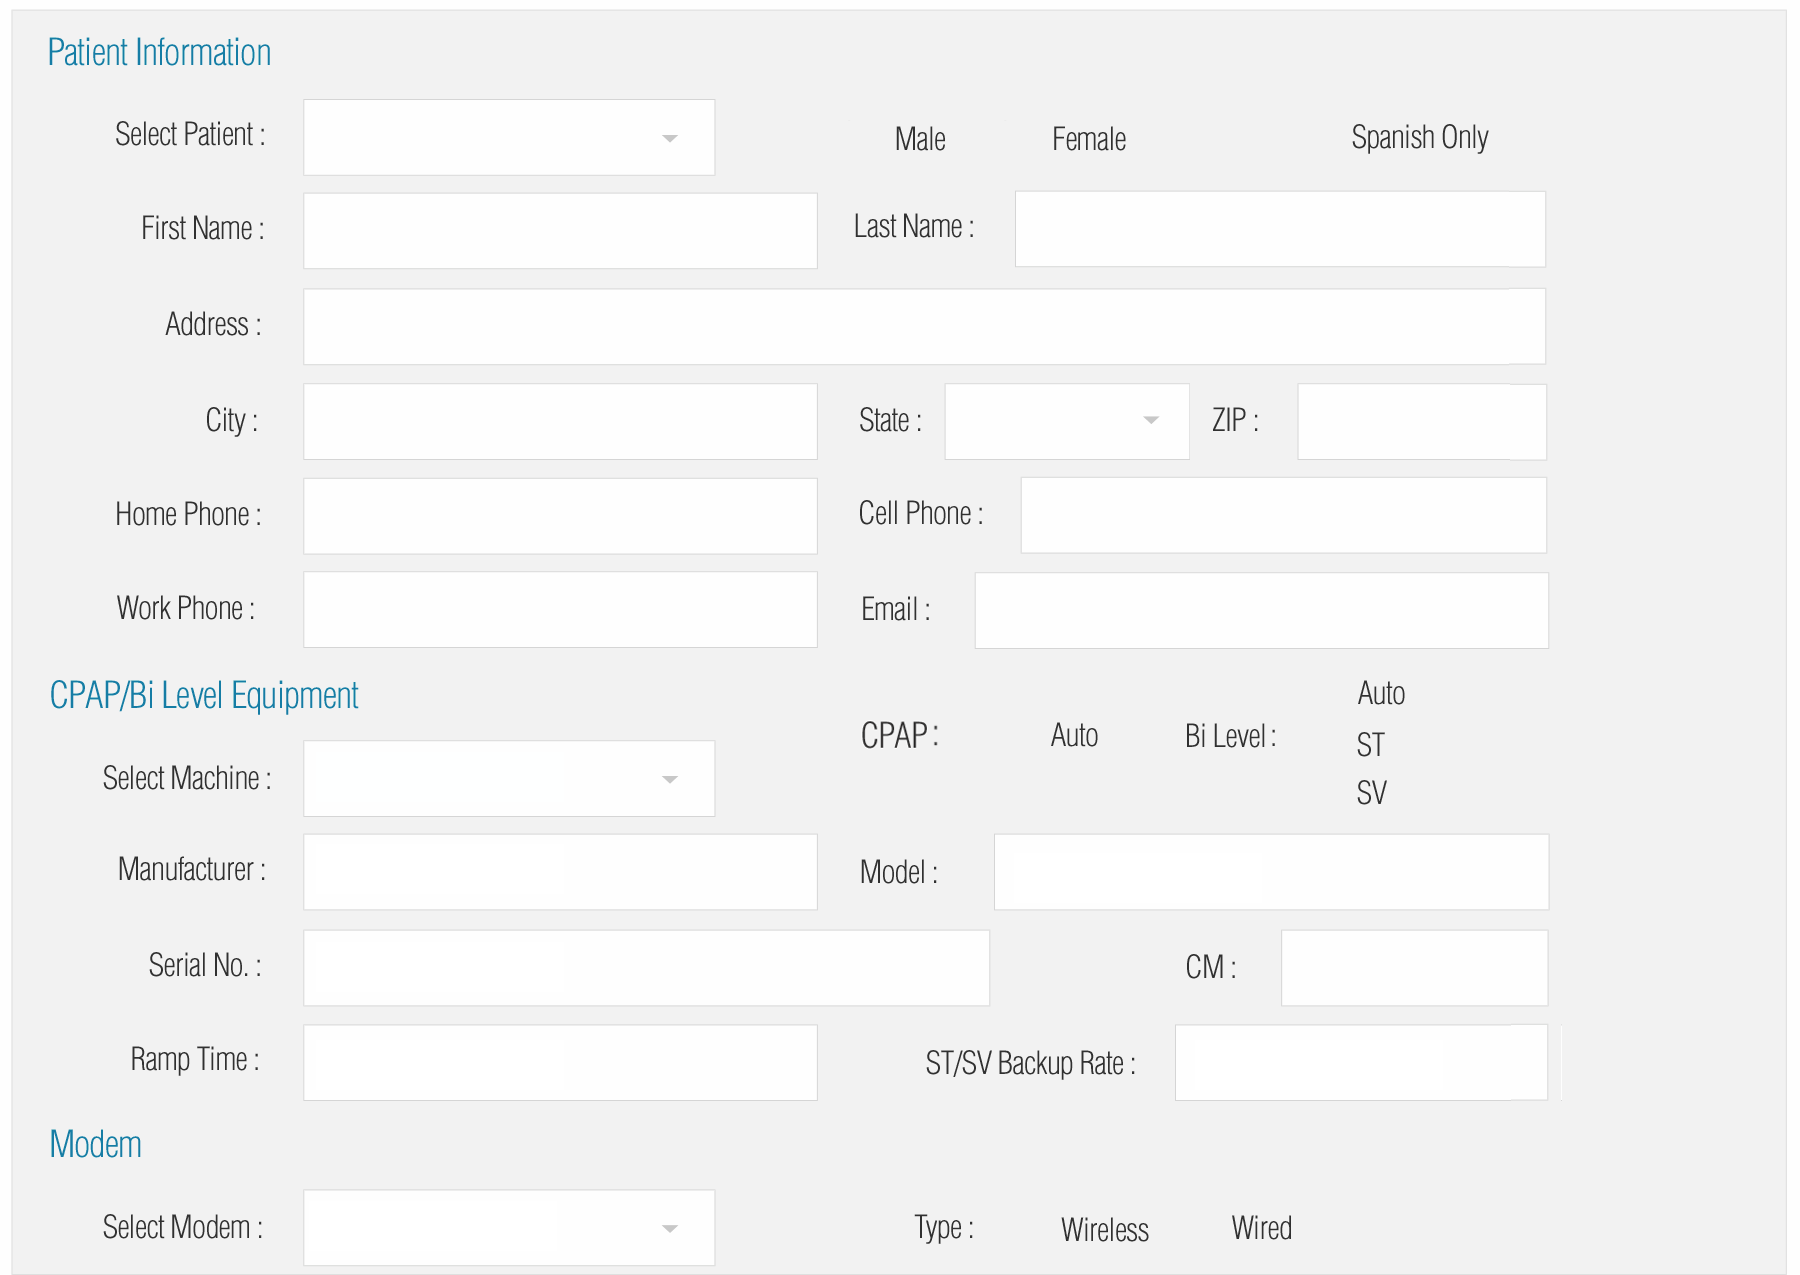 Patient Information
Select Patient : Male Female Spanish Only
First Name : Last Name :
Address :
City : State : ZIP :
Home Phone : Cell Phone :
Work Phone : Email :
CPAP/Bi Level Equipment
Auto
CPAP : Auto Bi Level :
ST
Select Machine :
SV
Manufacturer : Model :
Serial No. : CM :
Ramp Time : ST/SV Backup Rate :
Modem
Select Modem : Type : Wireless Wired